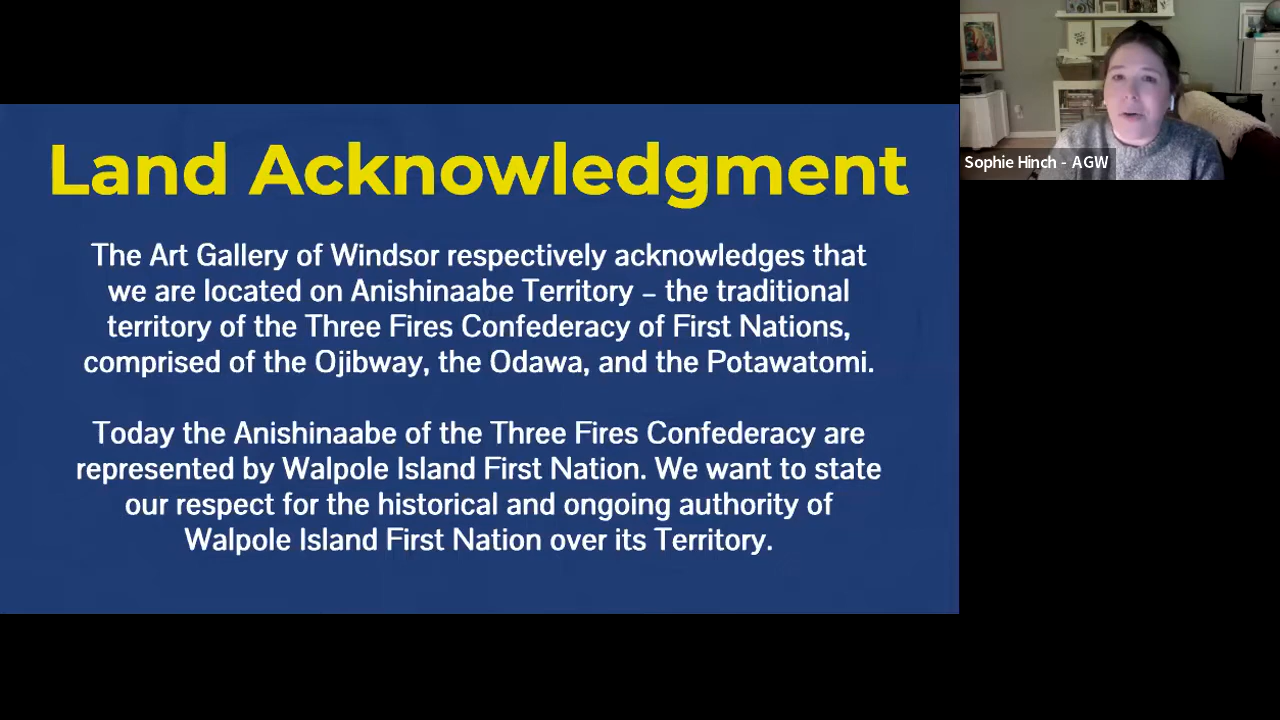 Land Acknowledgment
The Art Gallery of Windsor respectively acknowledges that
we are located on Anishinaabe Territory – the traditional
territory of the Three Fires Confederacy of First Nations,
comprised of the Ojibway, the Odawa, and the Potawatomi.
Today the Anishinaabe of the Three Fires Confederacy are
represented by Walpole Island First Nation. We want to state
our respect for the historical and ongoing authority of
Walpole Island First Nation over its Territory.
Sophie Hinch - AGW